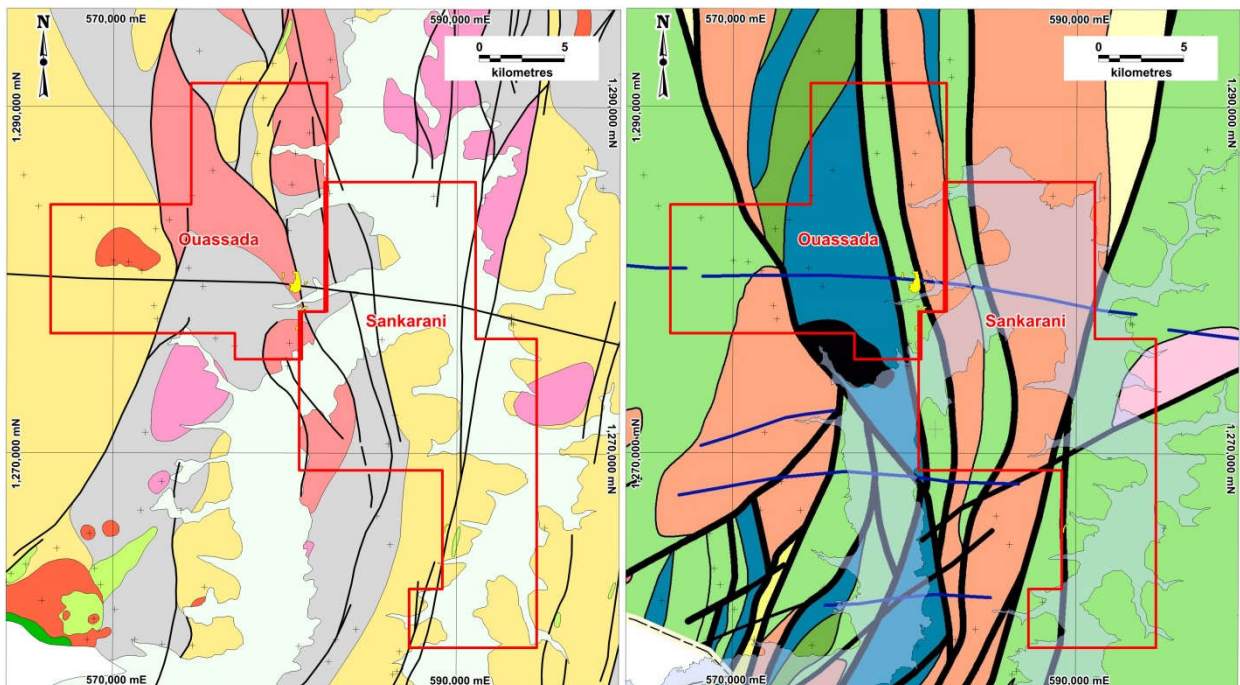 570,000 mE
590,000 mE
N
0 5
kilometres
1,290,000 mN
1,290,000 mN
Ouassada
Sankarani
1,270,000 mN
1,270,000 mN
570,000 mE
590,000 mE
570,000 mE
590,000 mE
N
0 5
kilometres
1,290,000 mN
1,290,000 mN
Ouassada
Sankarani
1,270,000 mN
1,270,000 mN
570,000 mE
590,000 mE